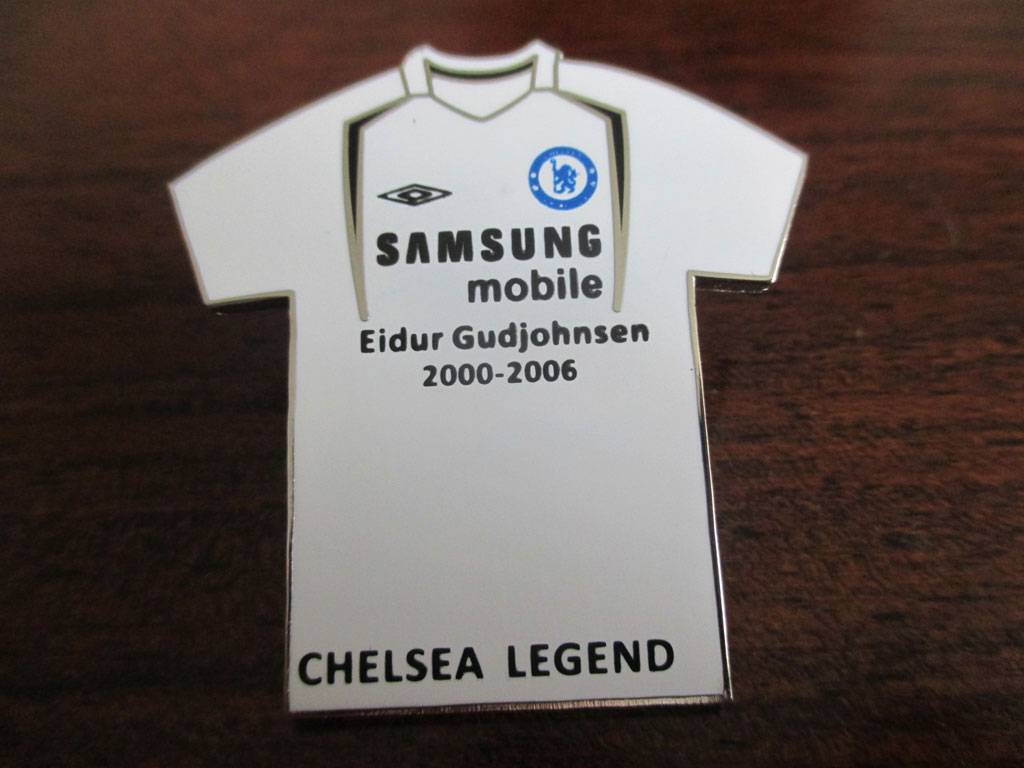 SAMSUNG
mobile
Eidur Gudjohnsen
2000-2006
CHELSEA LEGEND